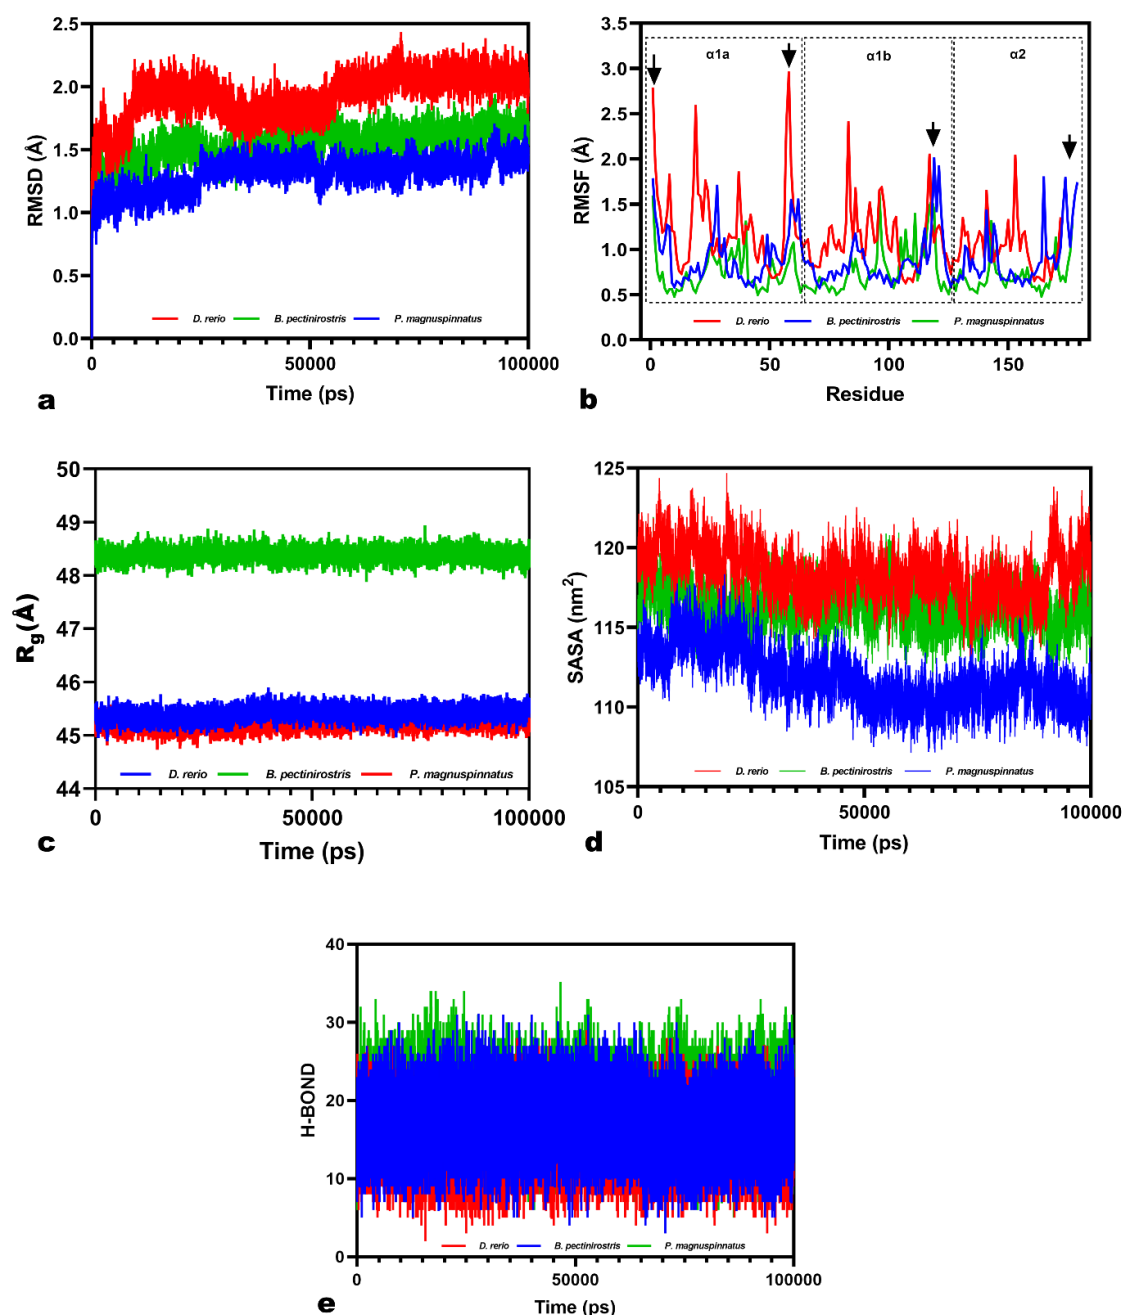 a
2.5
2.0
1.5
1.0
0.5
0.0
RMSD (Å)
D. rerio B. pectinirostris P. magnuspinnatus
0 50000 100000
Time (ps)
b
3.5
3.0
2.5
2.0
1.5
1.0
0.5
0.0
RMSF (Å)
α1a α1b α2
D. rerio B. pectinirostris P. magnuspinnatus
0 50 100 150
Residue
c
50
49
48
47
46
45
44
Rg (Å)
D. rerio B. pectinirostris P. magnuspinnatus
0 50000 100000
Time (ps)
d
125
120
115
110
105
SASA (nm²)
D. rerio B. pectinirostris P. magnuspinnatus
0 50000 100000
Time (ps)
e
40
30
20
10
0
H-BOND
D. rerio B. pectinirostris P. magnuspinnatus
0 50000 100000
Time (ps)